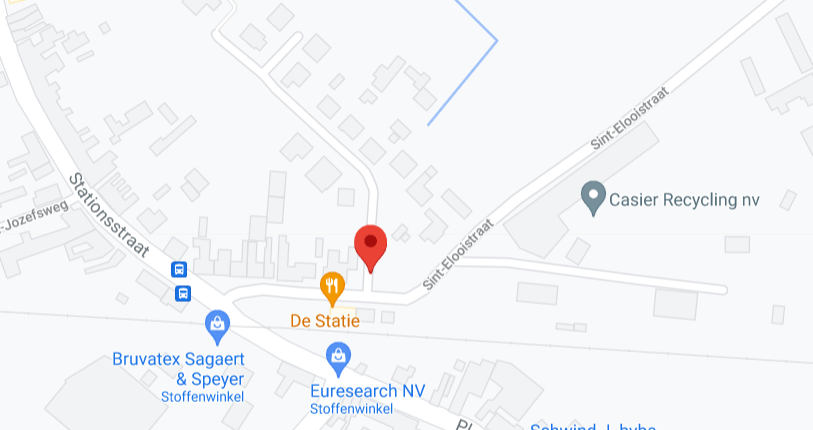 Sint-Elooistraat
Casier Recycling nv
Stationsstraat
-Jozefsweg
Sint-Elooistraat
De Statie
Bruvatex Sagaert
& Speyer
Stoffenwinkel
Euresearch NV
Stoffenwinkel